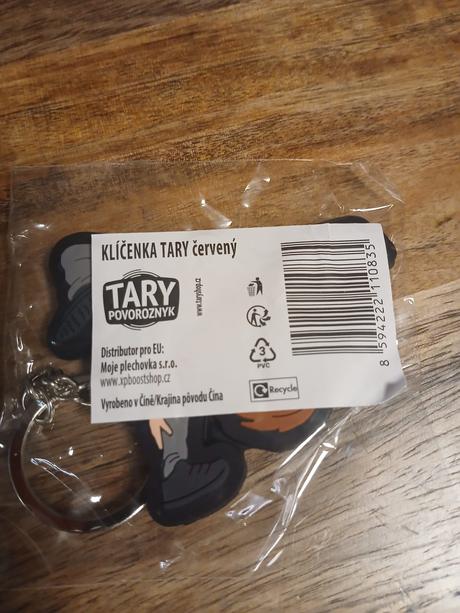 KLÍČENKA TARY červený
TARY
POVOROZNYK
www.taryshop.cz
Distributor pro EU:
Moje plechovka s.r.o.
www.xpboostshop.cz
Vyrobeno v Číně/Krajina pôvodu Čína
3
PVC
Recycle
8 594222 110835